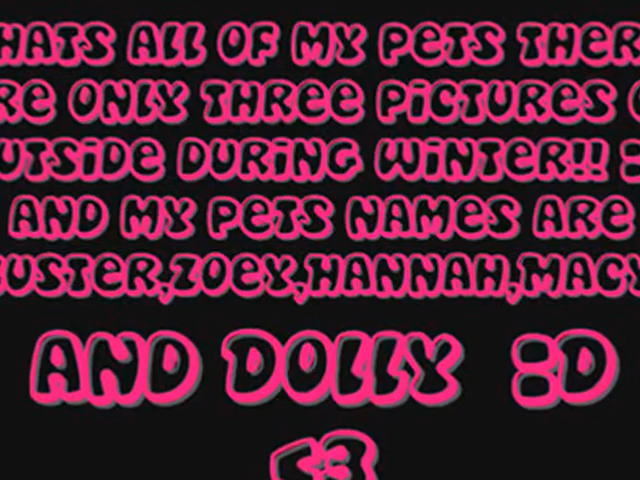 HATS ALL OF MY PETS THER
RE ONLY THREE PICTURES
UTSIDE DURING WINTER!! :
AND MY PETS NAMES ARE
USTER,ZOEY,HANNAH,MACY
AND DOLLY :D
<3